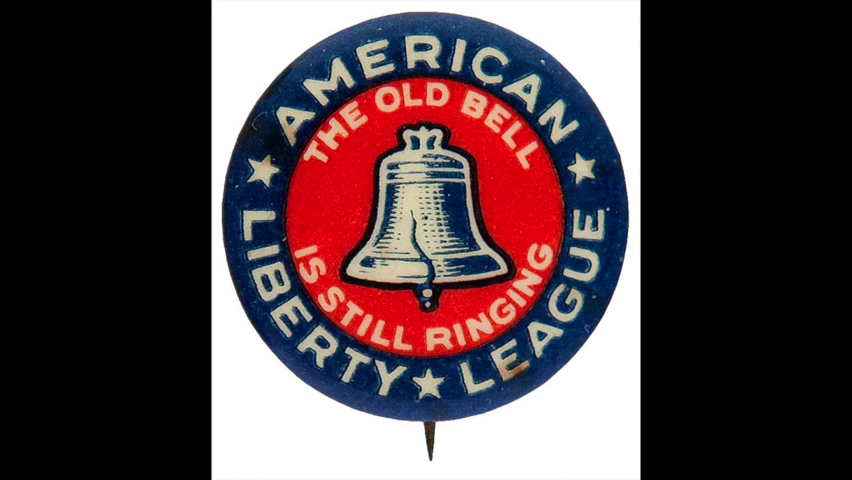 AMERICAN
THE OLD BELL
IS STILL RINGING
LIBERTY ★ LEAGUE